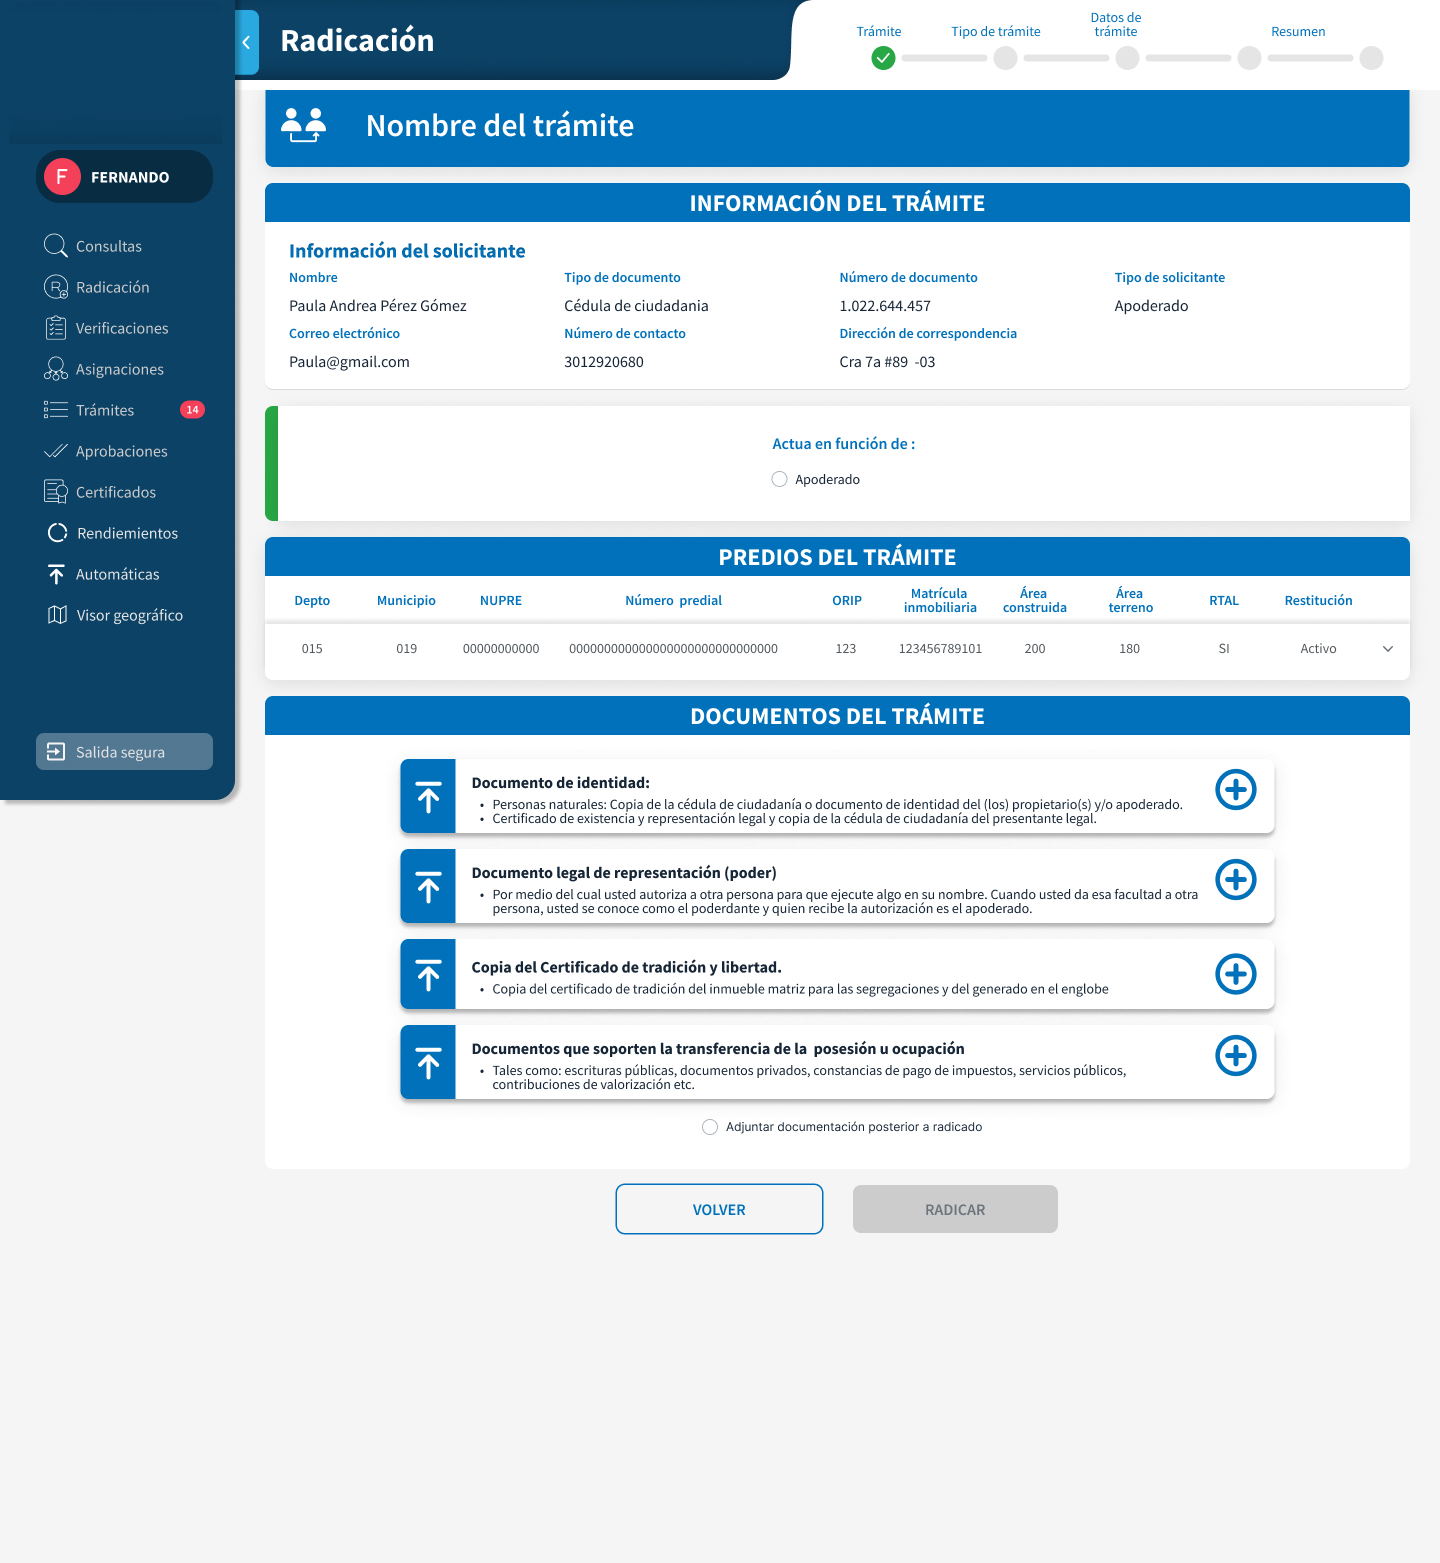 Radicación
Trámite
Tipo de trámite
Datos de
trámite
Resumen
Nombre del trámite
F
FERNANDO
Consultas
Radicación
Verificaciones
Asignaciones
Trámites
14
Aprobaciones
Certificados
Rendiemientos
Automáticas
Visor geográfico
Salida segura
INFORMACIÓN DEL TRÁMITE
Información del solicitante
Nombre Tipo de documento Número de documento Tipo de solicitante
Paula Andrea Pérez Gómez Cédula de ciudadania 1.022.644.457 Apoderado
Correo electrónico Número de contacto Dirección de correspondencia
Paula@gmail.com 3012920680 Cra 7a #89 -03
Actua en función de :
Apoderado
PREDIOS DEL TRÁMITE
Depto Municipio NUPRE Número predial ORIP Matrícula inmobiliaria Área construida Área terreno RTAL Restitución
015 019 00000000000 000000000000000000000000000000 123 123456789101 200 180 SI Activo
DOCUMENTOS DEL TRÁMITE
Documento de identidad:
• Personas naturales: Copia de la cédula de ciudadanía o documento de identidad del (los) propietario(s) y/o apoderado.
• Certificado de existencia y representación legal y copia de la cédula de ciudadanía del presentante legal.
Documento legal de representación (poder)
• Por medio del cual usted autoriza a otra persona para que ejecute algo en su nombre. Cuando usted da esa facultad a otra
persona, usted se conoce como el poderdante y quien recibe la autorización es el apoderado.
Copia del Certificado de tradición y libertad.
• Copia del certificado de tradición del inmueble matriz para las segregaciones y del generado en el englobe
Documentos que soporten la transferencia de la posesión u ocupación
• Tales como: escrituras públicas, documentos privados, constancias de pago de impuestos, servicios públicos,
contribuciones de valorización etc.
Adjuntar documentación posterior a radicado
VOLVER
RADICAR